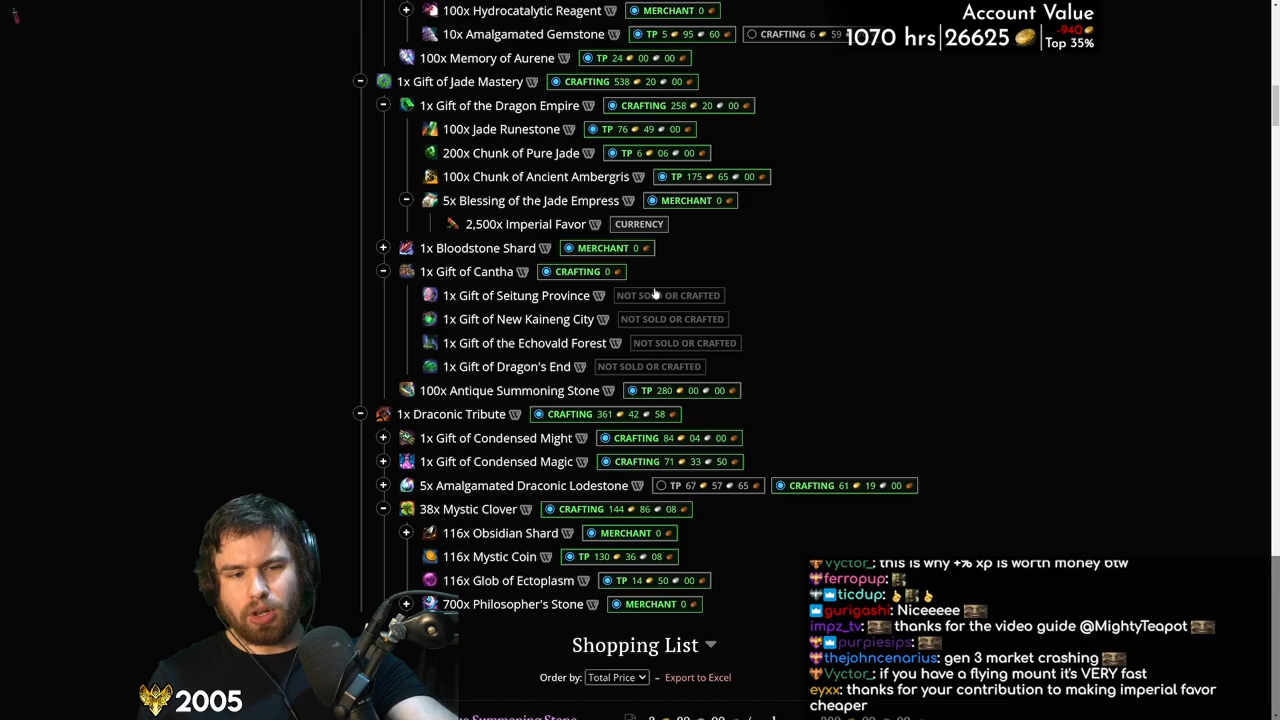 100x Hydrocatalytic Reagent MERCHANT 0
10x Amalgamated Gemstone TP 5 95 60 CRAFTING 6 59
100x Memory of Aurene TP 24 00 00
1x Gift of Jade Mastery CRAFTING 538 20 00
1x Gift of the Dragon Empire CRAFTING 258 20 00
100x Jade Runestone TP 76 49 00
200x Chunk of Pure Jade TP 6 06 00
100x Chunk of Ancient Ambergris TP 175 65 00
5x Blessing of the Jade Empress MERCHANT 0
2,500x Imperial Favor CURRENCY
1x Bloodstone Shard MERCHANT 0
1x Gift of Cantha CRAFTING 0
1x Gift of Seitung Province NOT SOLD OR CRAFTED
1x Gift of New Kaineng City NOT SOLD OR CRAFTED
1x Gift of the Echovald Forest NOT SOLD OR CRAFTED
1x Gift of Dragon's End NOT SOLD OR CRAFTED
100x Antique Summoning Stone TP 280 00 00
1x Draconic Tribute CRAFTING 361 42 58
1x Gift of Condensed Might CRAFTING 84 04 00
1x Gift of Condensed Magic CRAFTING 71 33 50
5x Amalgamated Draconic Lodestone TP 67 57 65 CRAFTING 61 19 00
38x Mystic Clover CRAFTING 144 86 08
116x Obsidian Shard MERCHANT 0
116x Mystic Coin TP 130 36 08
116x Glob of Ectoplasm TP 14 50 00
700x Philosopher's Stone MERCHANT 0
Shopping List
Order by: Total Price – Export to Excel
Account Value
1070 hrs | 26625 -940
Top 35%
Vyctor_: this is why +% xp is worth money btw
ferropup:
ticdup:
gurigashi: Niceeeee
impz_tv: thanks for the video guide @MightyTeapot
purpiesips:
thejohncenarius: gen 3 market crashing
Vyctor_: if you have a flying mount it's VERY fast
eyxx: thanks for your contribution to making imperial favor
cheaper
2005